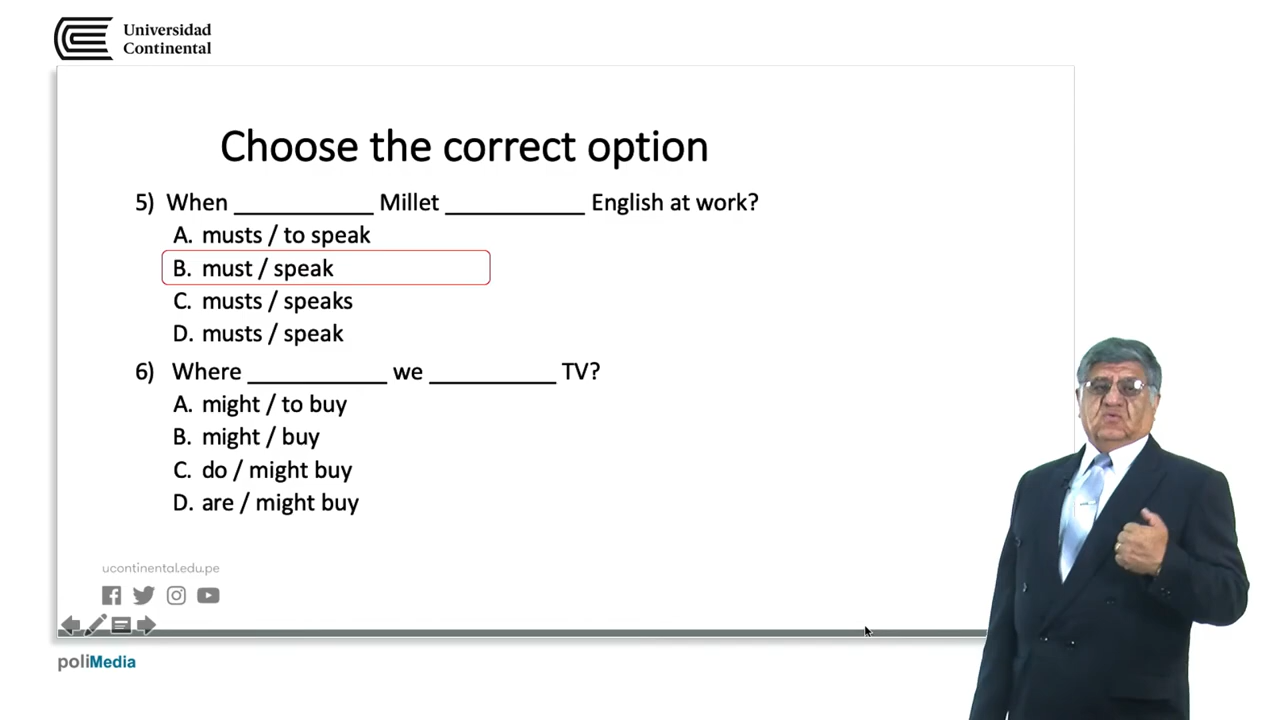 Universidad
Continental
Choose the correct option
5) When ___________ Millet ___________ English at work?
A. musts / to speak
B. must / speak
C. musts / speaks
D. musts / speak
6) Where ___________ we __________ TV?
A. might / to buy
B. might / buy
C. do / might buy
D. are / might buy
ucontinental.edu.pe
poliMedia